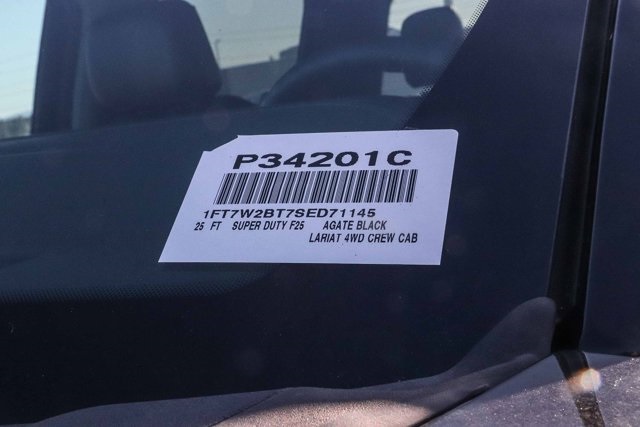 P34201C
1FT7W2BT7SED71145
25 FT SUPER DUTY F25 AGATE BLACK
LARIAT 4WD CREW CAB